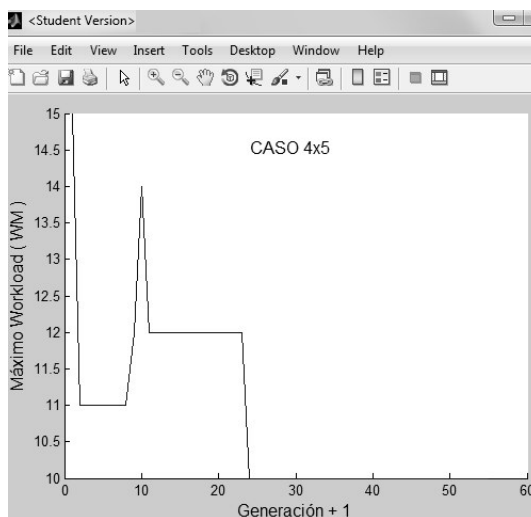 <Student Version>
File Edit View Insert Tools Desktop Window Help
CASO 4x5
Máximo Workload ( WM )
15
14.5
14
13.5
13
12.5
12
11.5
11
10.5
10
0 10 20 30 40 50 60
Generación + 1